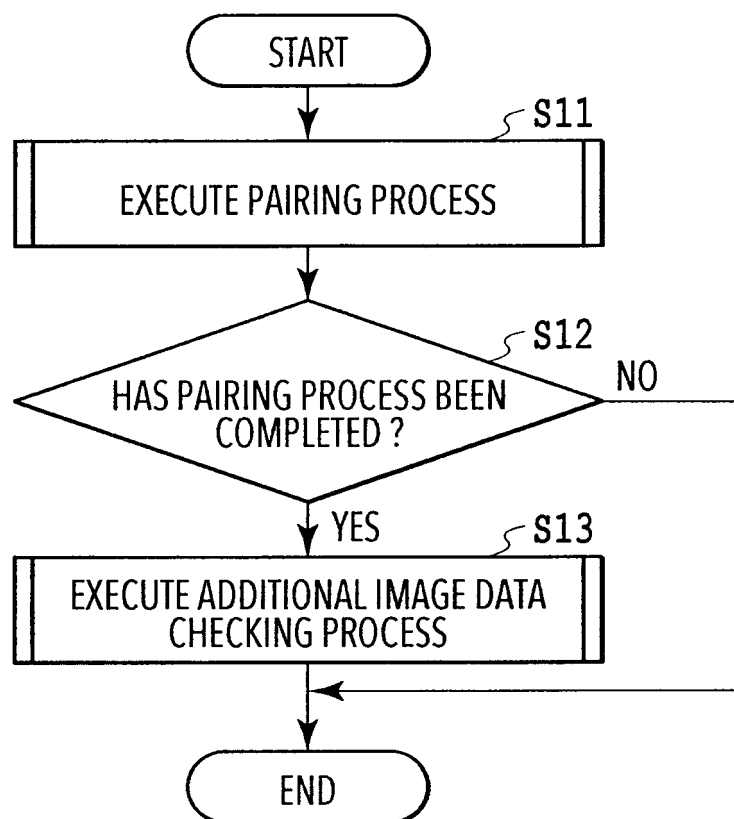 START
S11
EXECUTE PAIRING PROCESS
S12
HAS PAIRING PROCESS BEEN
COMPLETED ?
NO
YES
S13
EXECUTE ADDITIONAL IMAGE DATA
CHECKING PROCESS
END